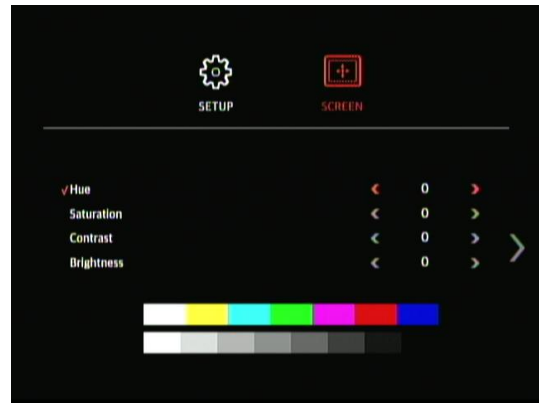 SETUP SCREEN
Hue 0
Saturation 0
Contrast 0
Brightness 0